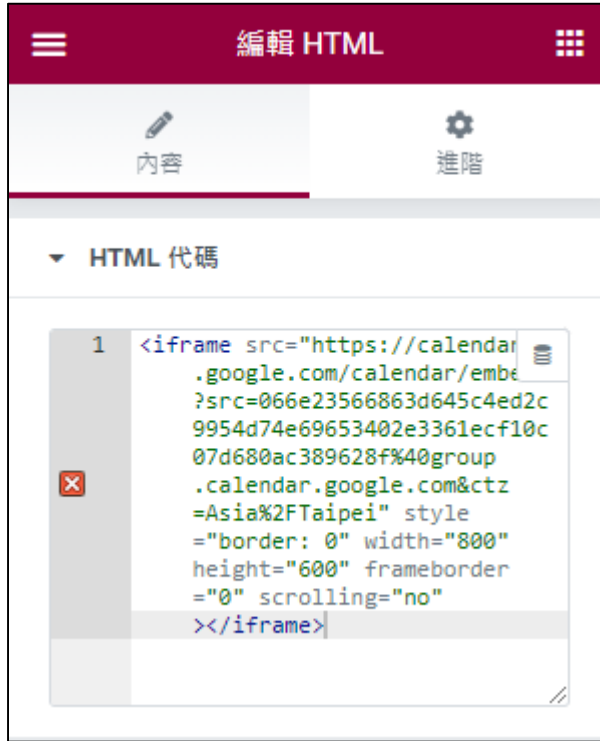 編輯 HTML
內容
進階
HTML 代碼
1
<iframe src="https://calendar
.google.com/calendar/embe
?src=066e23566863d645c4ed2c
9954d74e69653402e3361ecf10c
07d680ac389628f%40group
.calendar.google.com&ctz
=Asia%2FTaipei" style
="border: 0" width="800"
height="600" frameborder
="0" scrolling="no"
></iframe>